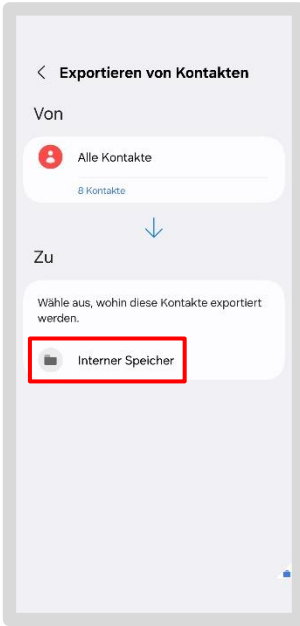 Exportieren von Kontakten
Von
Alle Kontakte
8 Kontakte
Zu
Wähle aus, wohin diese Kontakte exportiert
werden.
Interner Speicher